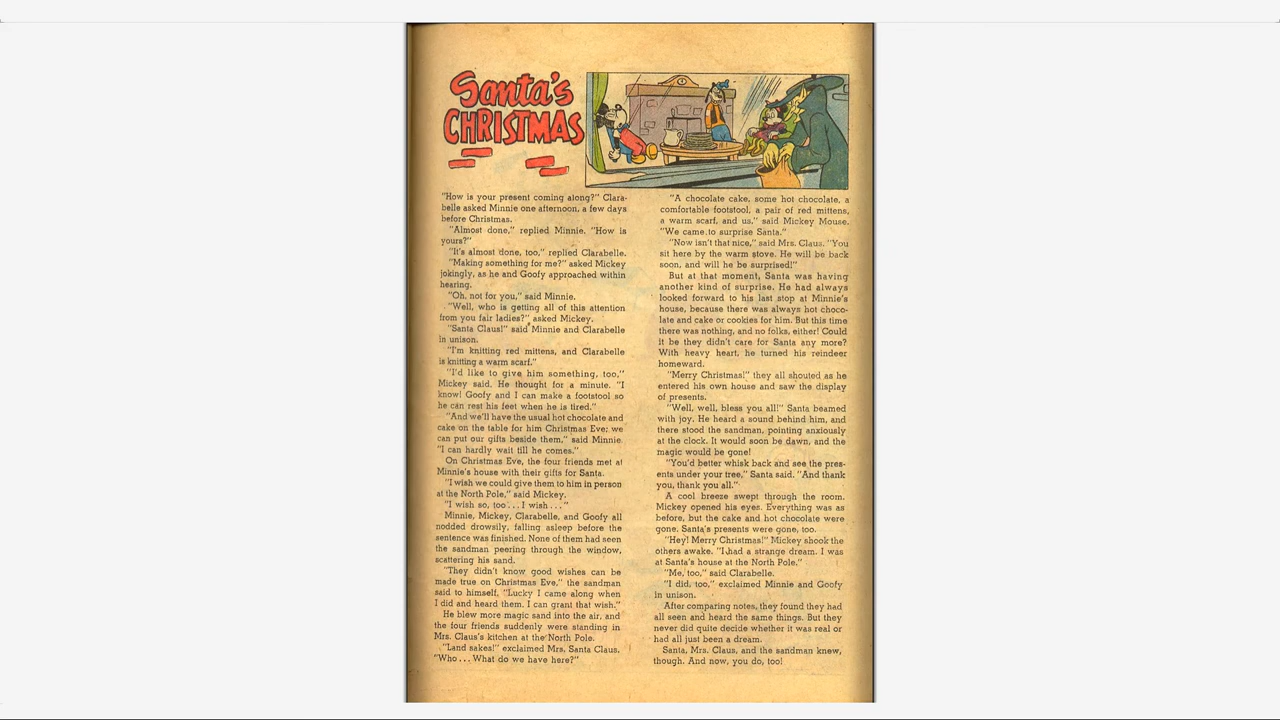 Santa's
CHRISTMAS
"How is your present coming along?" Clara-
belle asked Minnie one afternoon, a few days
before Christmas.
"Almost done," replied Minnie. "How is
yours?"
"It's almost done, too," replied Clarabelle.
"Making something for me?" asked Mickey
jokingly, as he and Goofy approached within
hearing.
"Oh, not for you," said Minnie.
"Well, who is getting all of this attention
from you fair ladies?" asked Mickey.
"Santa Claus!" said Minnie and Clarabelle
in unison.
"I'm knitting red mittens, and Clarabelle
is knitting a warm scarf."
"I'd like to give him something, too,"
Mickey said. He thought for a minute. "I
know! Goofy and I can make a footstool so
he can rest his feet when he is tired."
"And we'll have the usual hot chocolate and
cake on the table for him Christmas Eve; we
can put our gifts beside them," said Minnie.
"I can hardly wait till he comes."
On Christmas Eve, the four friends met at
Minnie's house with their gifts for Santa.
"I wish we could give them to him in person
at the North Pole," said Mickey.
"I wish so, too... I wish..."
Minnie, Mickey, Clarabelle, and Goofy all
nodded drowsily, falling asleep before the
sentence was finished. None of them had seen
the sandman peering through the window,
scattering his sand.
"They didn't know good wishes can be
made true on Christmas Eve," the sandman
said to himself, "Lucky I came along when
I did and heard them. I can grant that wish."
He blew more magic sand into the air, and
the four friends suddenly were standing in
Mrs. Claus's kitchen at the North Pole.
"Land sakes!" exclaimed Mrs. Santa Claus.
"Who... What do we have here?"
"A chocolate cake, some hot chocolate, a
comfortable footstool, a pair of red mittens,
a warm scarf, and us," said Mickey Mouse.
"We came to surprise Santa."
"Now isn't that nice," said Mrs. Claus. "You
sit here by the warm stove. He will be back
soon, and will he be surprised!"
But at that moment, Santa was having
another kind of surprise. He had always
looked forward to his last stop at Minnie's
house, because there was always hot choco-
late and cake or cookies for him. But this time
there was nothing, and no folks, either! Could
it be they didn't care for Santa any more?
With heavy heart, he turned his reindeer
homeward.
"Merry Christmas!" they all shouted as he
entered his own house and saw the display
of presents.
"Well, well, bless you all!" Santa beamed
with joy. He heard a sound behind him, and
there stood the sandman, pointing anxiously
at the clock. It would soon be dawn, and the
magic would be gone!
"You'd better whisk back and see the pres-
ents under your tree," Santa said. "And thank
you, thank you all."
A cool breeze swept through the room.
Mickey opened his eyes. Everything was as
before, but the cake and hot chocolate were
gone. Santa's presents were gone, too.
"Hey! Merry Christmas!" Mickey shook the
others awake. "I had a strange dream. I was
at Santa's house at the North Pole."
"Me, too," said Clarabelle.
"I did, too," exclaimed Minnie and Goofy
in unison.
After comparing notes, they found they had
all seen and heard the same things. But they
never did quite decide whether it was real or
had all just been a dream.
Santa, Mrs. Claus, and the sandman knew,
though. And now, you do, too!